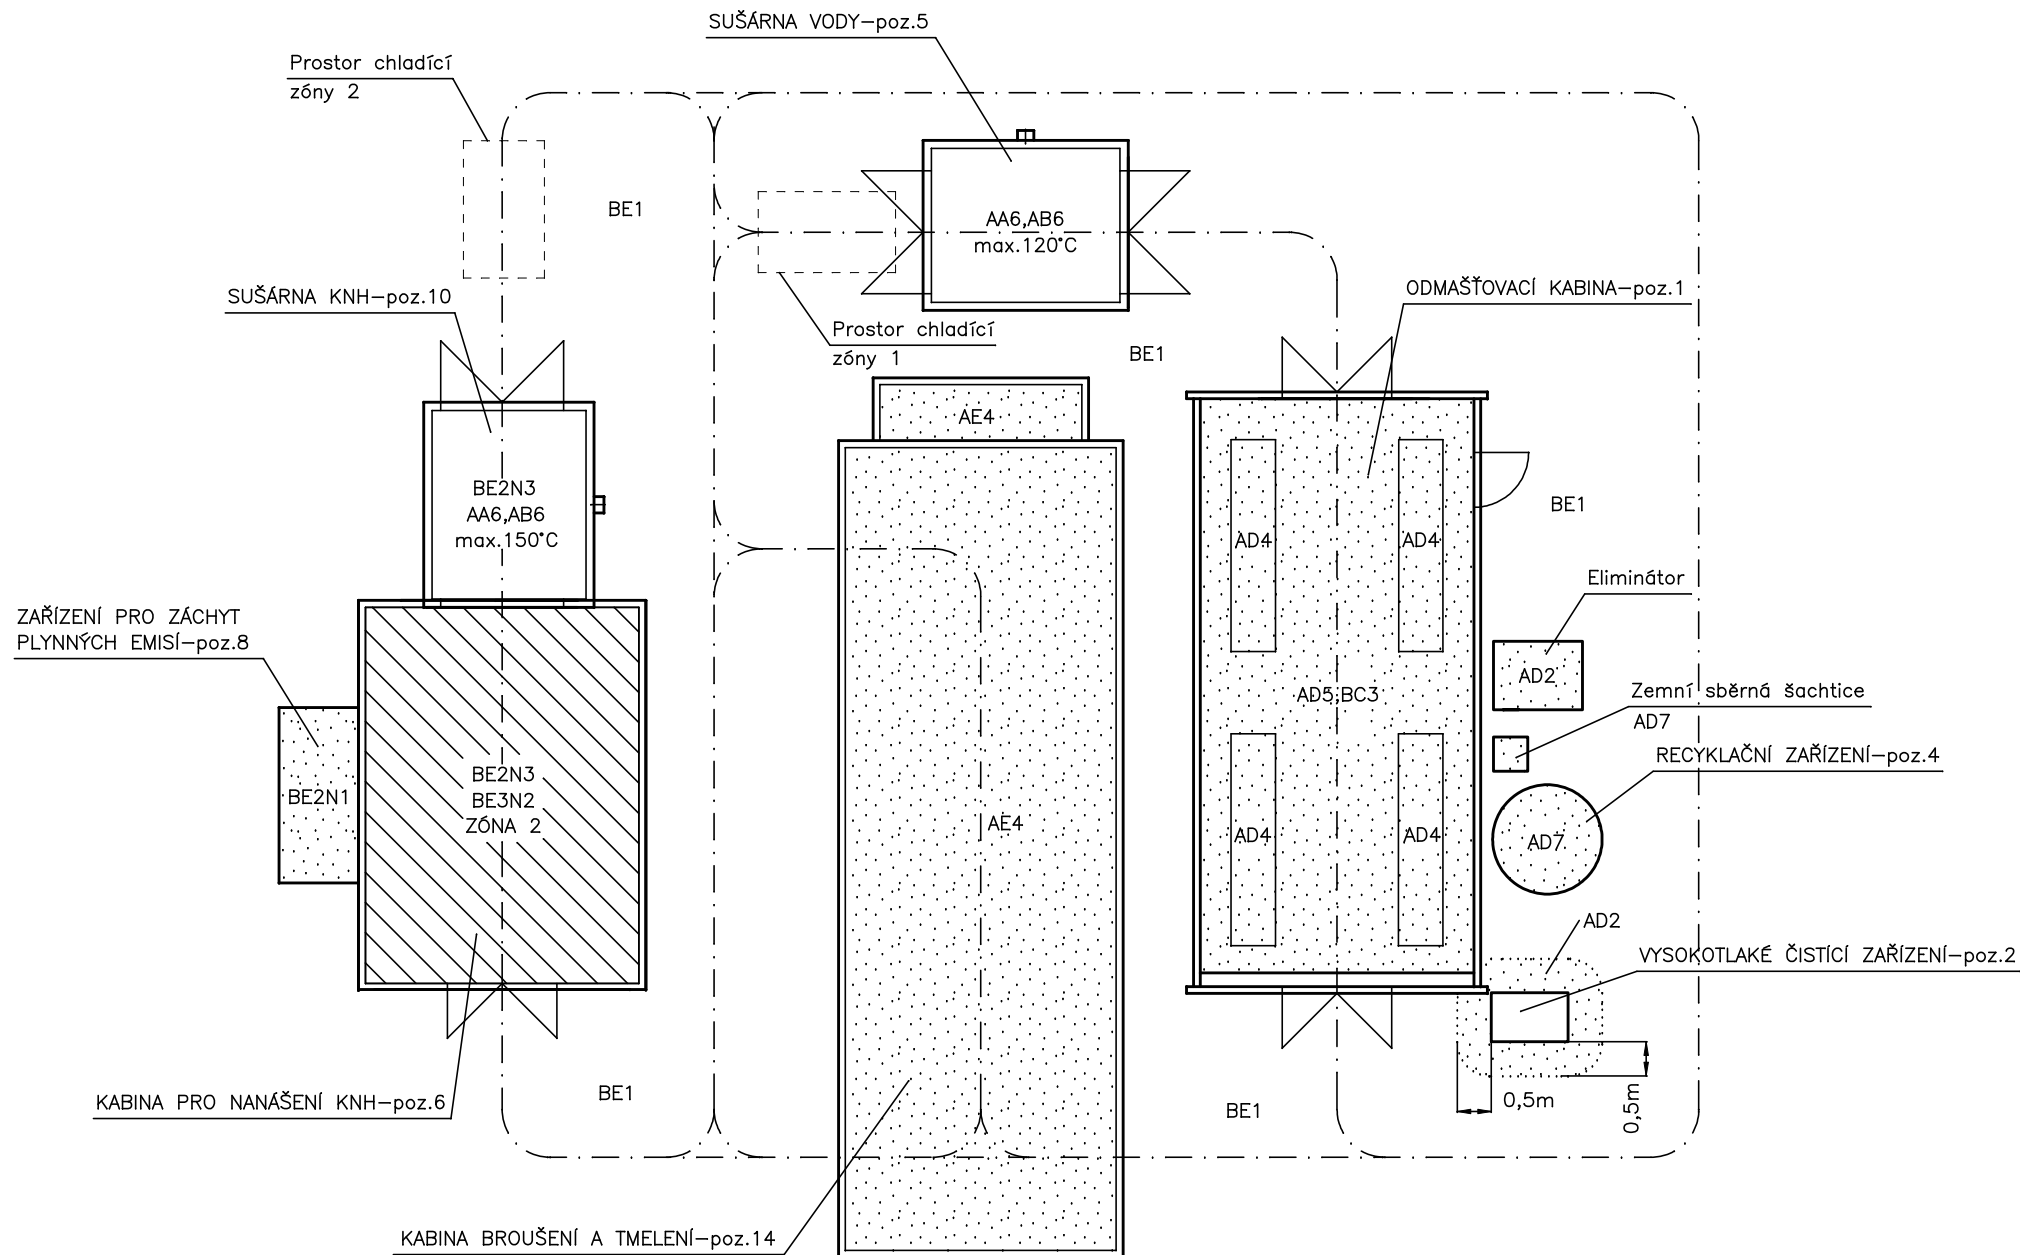 SUŠÁRNA VODY–poz.5
Prostor chladící
zóny 2
BE1
AA6,AB6
max.120°C
SUŠÁRNA KNH–poz.10
ODMAŠŤOVACÍ KABINA–poz.1
Prostor chladící
zóny 1
BE1
AE4
BE2N3
AA6,AB6
max.150°C
AD4
AD4
BE1
Eliminátor
ZAŘÍZENÍ PRO ZÁCHYT
PLYNNÝCH EMISÍ–poz.8
AD2
AD5,BC3
Zemní sběrná šachtice
AD7
RECYKLAČNÍ ZAŘÍZENÍ–poz.4
BE2N1
BE2N3
BE3N2
ZÓNA 2
AE4
AD4
AD4
AD7
AD2
VYSOKOTLAKÉ ČISTÍCÍ ZAŘÍZENÍ–poz.2
KABINA PRO NANÁŠENÍ KNH–poz.6
BE1
BE1
0,5m
0,5m
KABINA BROUŠENÍ A TMELENÍ–poz.14